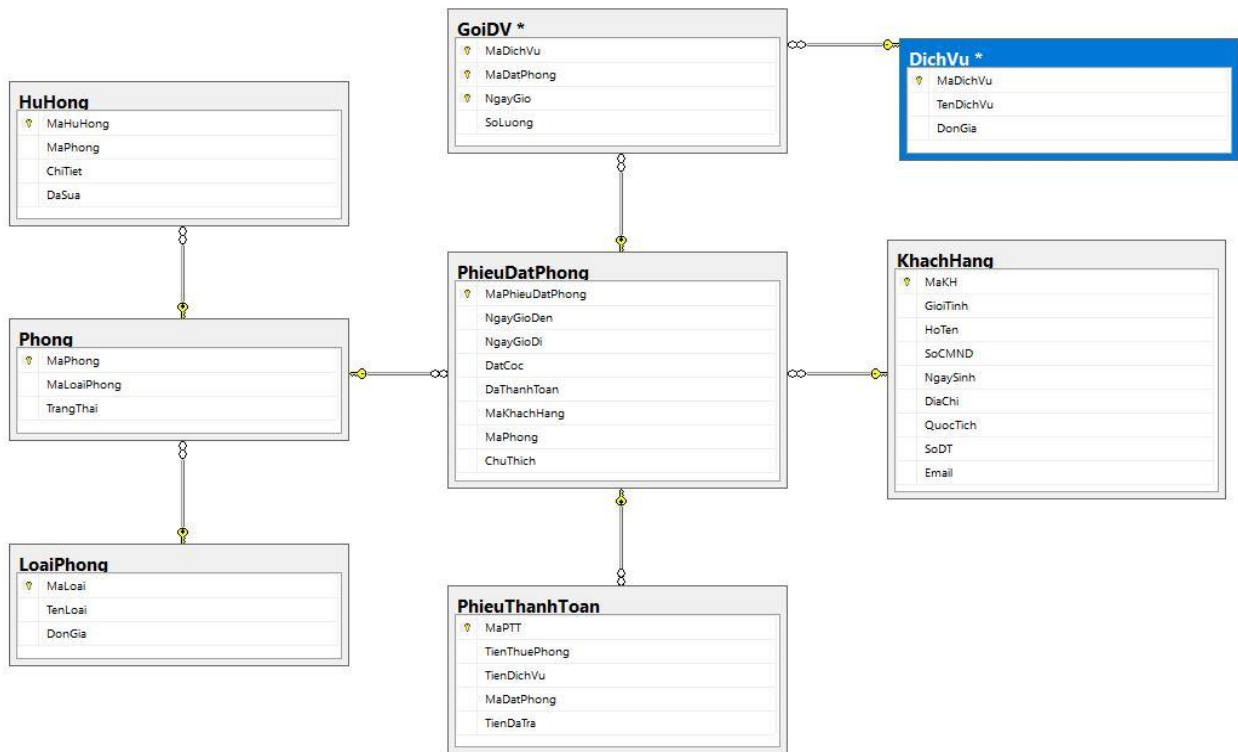 GoiDV *
MaDichVu
MaDatPhong
NgayGio
SoLuong
DichVu *
MaDichVu
TenDichVu
DonGia
HuHong
MaHuHong
MaPhong
ChiTiet
DaSua
PhieuDatPhong
MaPhieuDatPhong
NgayGioDen
NgayGioDi
DatCoc
DaThanhToan
MaKhachHang
MaPhong
ChuThich
KhachHang
MaKH
GioiTinh
HoTen
SoCMND
NgaySinh
DiaChi
QuocTich
SoDT
Email
Phong
MaPhong
MaLoaiPhong
TrangThai
LoaiPhong
MaLoai
TenLoai
DonGia
PhieuThanhToan
MaPTT
TienThuePhong
TienDichVu
MaDatPhong
TienDaTra